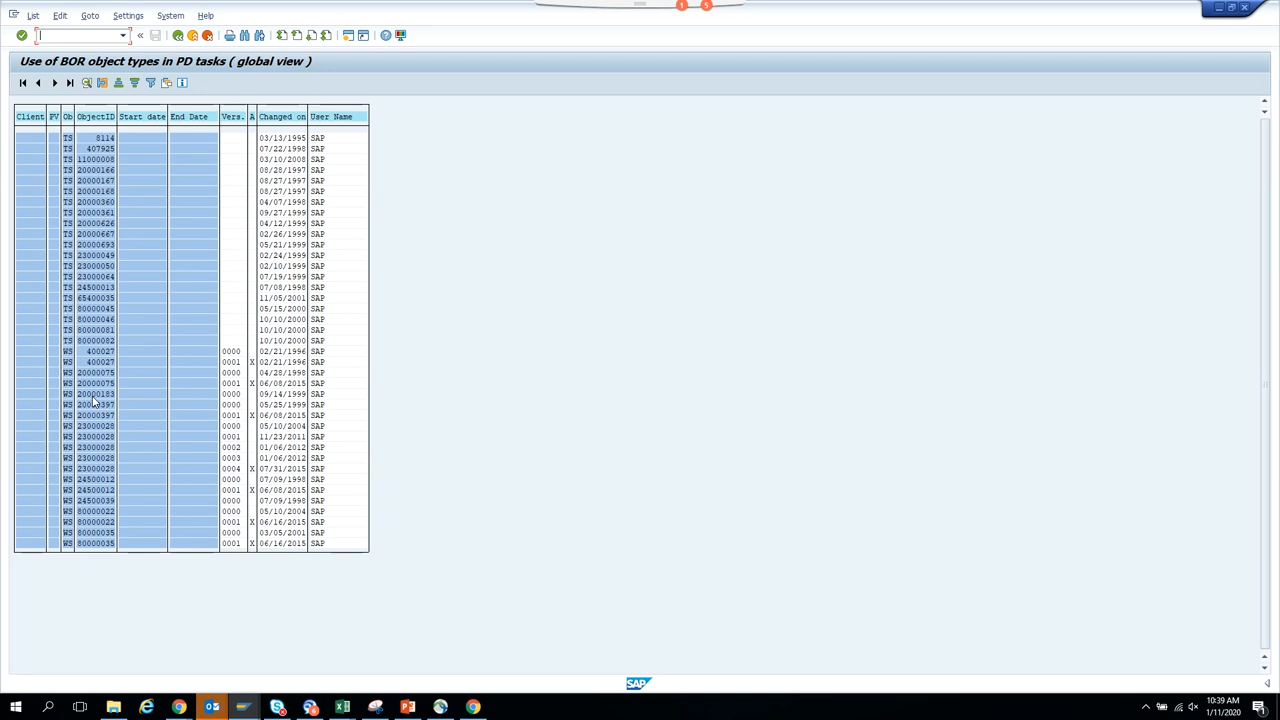 1 5
List Edit Goto Settings System Help
Use of BOR object types in PD tasks ( global view )
Client PV Ob ObjectID Start date End Date Vers. A Changed on User Name
TS 8114 03/13/1995 SAP
TS 407925 07/22/1998 SAP
TS 11000008 03/10/2008 SAP
TS 20000166 08/28/1997 SAP
TS 20000167 08/27/1997 SAP
TS 20000168 08/27/1997 SAP
TS 20000360 04/07/1998 SAP
TS 20000361 09/27/1999 SAP
TS 20000626 04/12/1999 SAP
TS 20000667 02/26/1999 SAP
TS 20000693 05/21/1999 SAP
TS 23000049 02/24/1999 SAP
TS 23000050 02/10/1999 SAP
TS 23000064 07/19/1999 SAP
TS 24500013 07/08/1998 SAP
TS 65400035 11/05/2001 SAP
TS 80000045 05/15/2000 SAP
TS 80000046 10/10/2000 SAP
TS 80000081 10/10/2000 SAP
TS 80000082 10/10/2000 SAP
WS 400027 0000 02/21/1996 SAP
WS 400027 0001 X 02/21/1996 SAP
WS 20000075 0000 04/28/1998 SAP
WS 20000075 0001 X 06/08/2015 SAP
WS 20000183 0000 09/14/1999 SAP
WS 20000397 0000 05/25/1999 SAP
WS 20000397 0001 X 06/08/2015 SAP
WS 23000028 0000 05/10/2004 SAP
WS 23000028 0001 11/23/2011 SAP
WS 23000028 0002 01/06/2012 SAP
WS 23000028 0003 01/06/2012 SAP
WS 23000028 0004 X 07/31/2015 SAP
WS 24500012 0000 07/09/1998 SAP
WS 24500012 0001 X 06/08/2015 SAP
WS 24500039 0000 07/09/1998 SAP
WS 80000022 0000 05/10/2004 SAP
WS 80000022 0001 X 06/16/2015 SAP
WS 80000035 0000 03/05/2001 SAP
WS 80000035 0001 X 06/16/2015 SAP
SAP
10:39 AM
1/11/2020